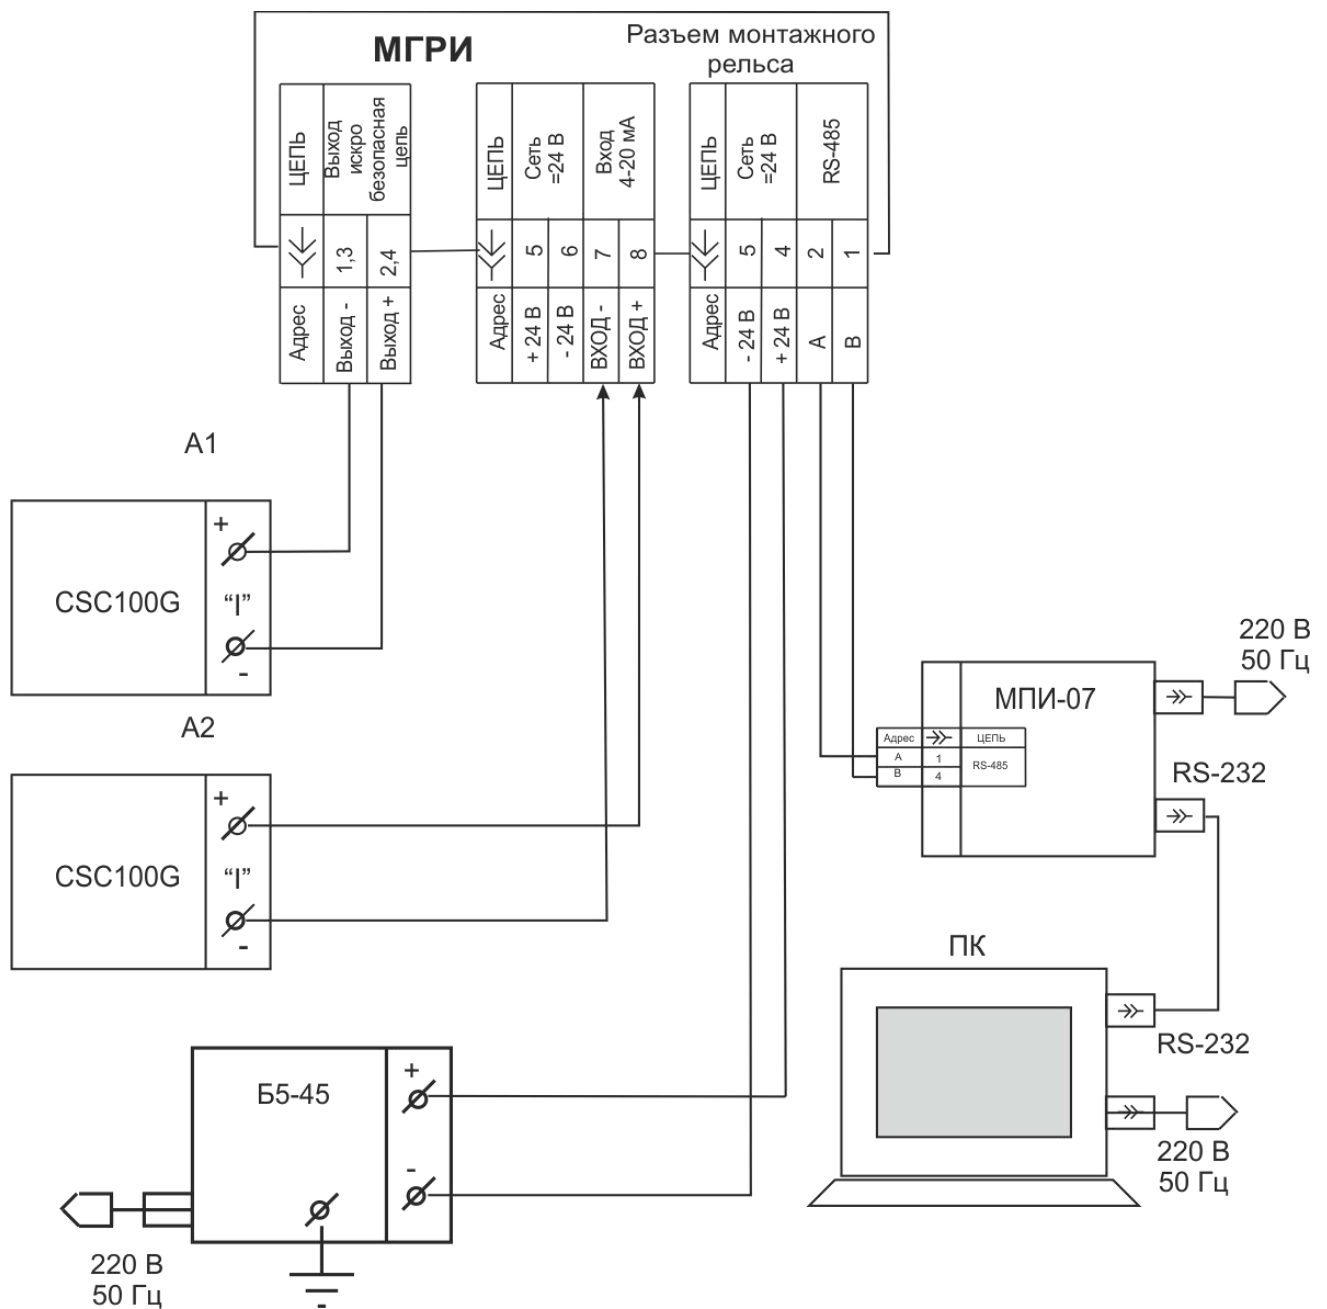 МГРИ
Разъем монтажного
рельса
ЦЕПЬ
Выход
искро
безопасная
цепь
1,3
2,4
Адрес
Выход -
Выход +
ЦЕПЬ
Сеть
=24 В
Вход
4-20 мА
5
6
7
8
Адрес
+ 24 В
- 24 В
ВХОД -
ВХОД +
ЦЕПЬ
Сеть
=24 В
RS-485
5
4
2
1
Адрес
- 24 В
+ 24 В
А
В
А1
+
CSC100G
“I”
-
А2
+
CSC100G
“I”
-
220 В
50 Гц
МПИ-07
Адрес
ЦЕПЬ
А
1
RS-485
В
4
RS-232
ПК
RS-232
220 В
50 Гц
Б5-45
+
-
220 В
50 Гц